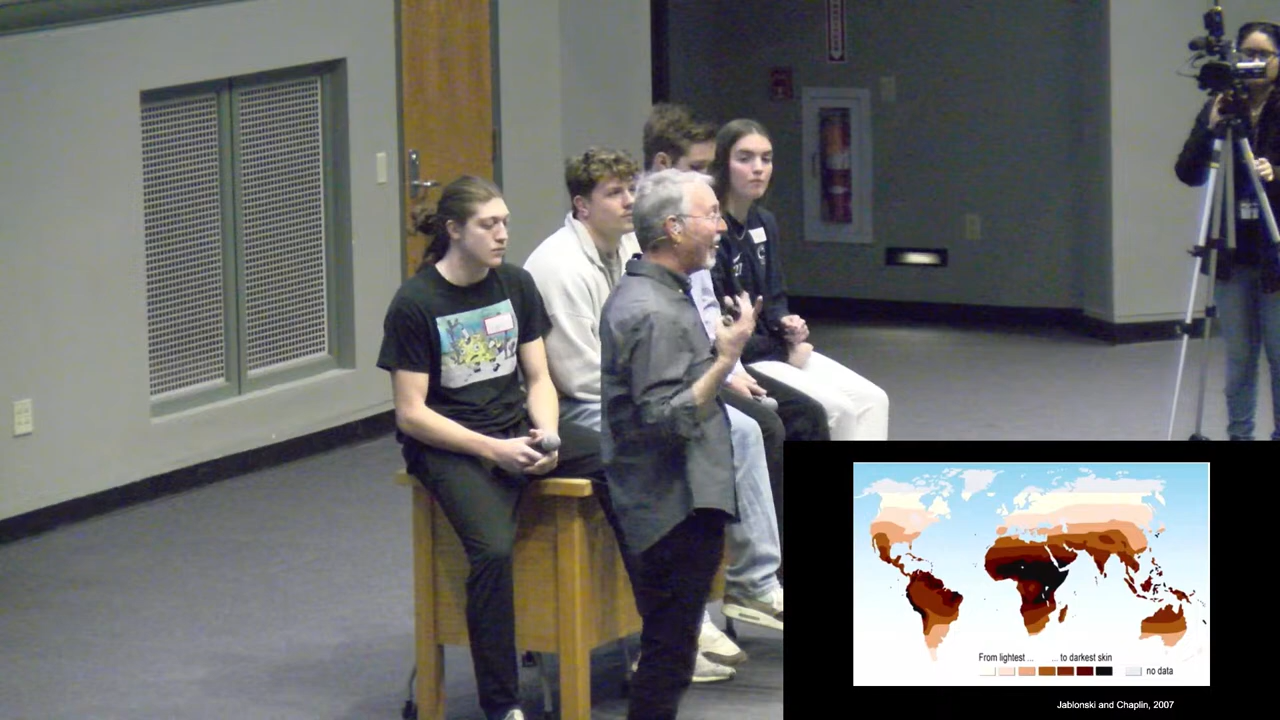 From lightest ... ... to darkest skin
no data
Jablonski and Chaplin, 2007